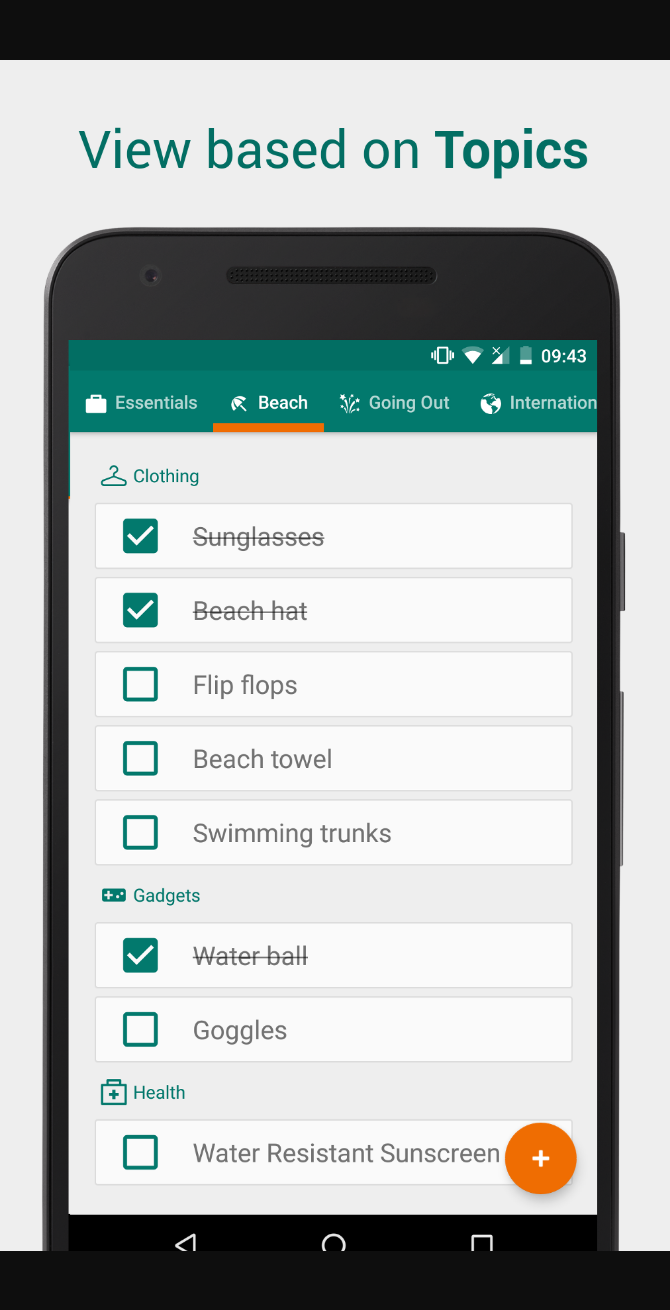 View based on Topics
09:43
Essentials Beach Going Out Internation
Clothing
Sunglasses
Beach hat
Flip flops
Beach towel
Swimming trunks
Gadgets
Water ball
Goggles
Health
Water Resistant Sunscreen
+